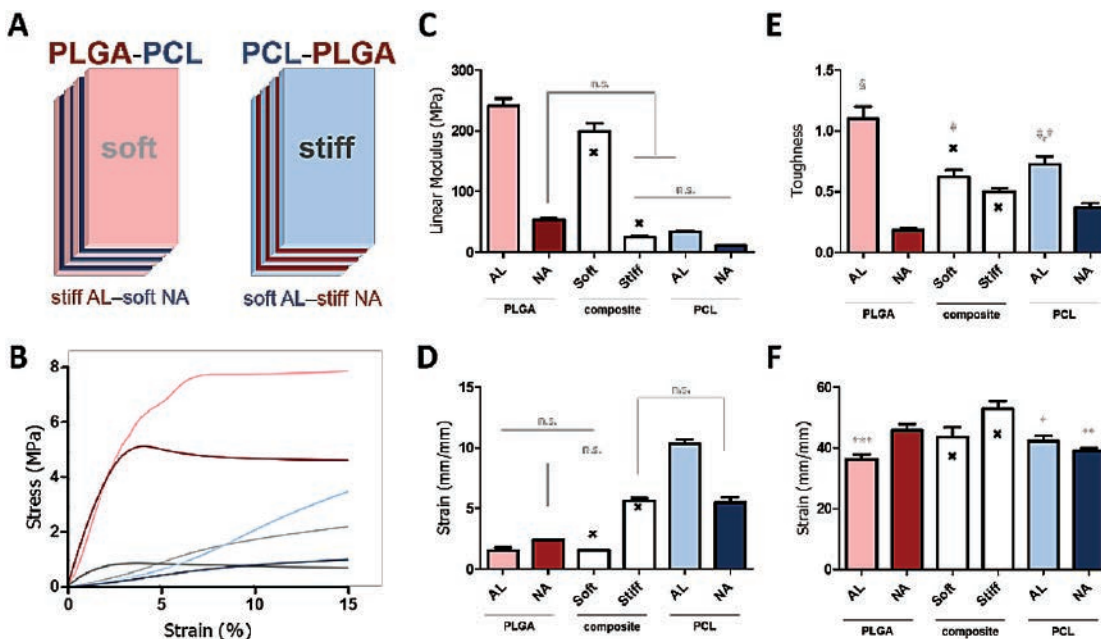 A
PLGA-PCL
PCL-PLGA
soft
stiff
stiff AL–soft NA
soft AL–stiff NA
B
Stress (MPa)
8
6
4
2
0
0
5
10
15
Strain (%)
C
Linear Modulus (MPa)
300
200
100
0
n.s.
n.s.
×
×
AL
NA
Soft
Stiff
AL
NA
PLGA
composite
PCL
D
Strain (mm/mm)
15
10
5
0
n.s.
n.s.
n.s.
×
×
AL
NA
Soft
Stiff
AL
NA
PLGA
composite
PCL
E
Toughness
1.5
1.0
0.5
0.0
×
×
AL
NA
Soft
Stiff
AL
NA
PLGA
composite
PCL
F
Strain (mm/mm)
60
40
20
0
×
×
AL
NA
Soft
Stiff
AL
NA
PLGA
composite
PCL